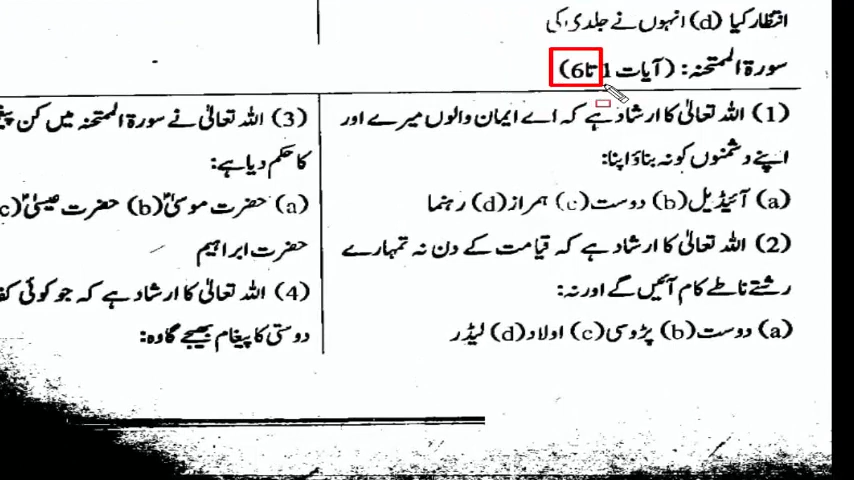 انتظار کیا (d) انہوں نے جلدی کی
سورۃ الممتحنہ: (آیات 1 تا 6)
(1) اللہ تعالیٰ کا ارشاد ہے کہ اے ایمان والوں میرے اور
اپنے دشمنوں کو نہ بناؤ اپنا:
(a) آئیڈیل (b) دوست (c) ہمراز (d) رہنما
(2) اللہ تعالیٰ کا ارشاد ہے کہ قیامت کے دن نہ تمہارے
رشتے ناطے کام آئیں گے اور نہ:
(a) دوست (b) پڑوسی (c) اولاد (d) لیڈر
(3) اللہ تعالیٰ نے سورۃ الممتحنہ میں کن
کا حکم دیا ہے:
(a) حضرت موسیٰؑ (b) حضرت عیسیٰؑ (c
حضرت ابراہیم
(4) اللہ تعالیٰ کا ارشاد ہے کہ جو کوئی
دوستی کا پیغام بھیجے گا وہ: